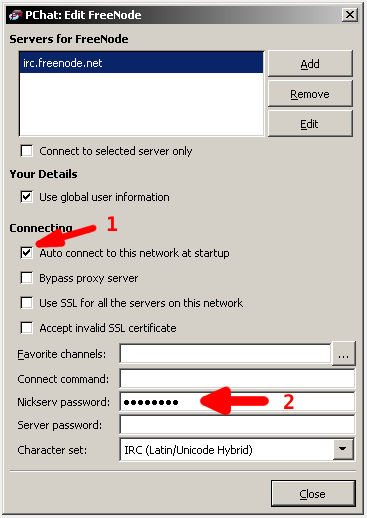 PChat: Edit FreeNode
Servers for FreeNode
irc.freenode.net
Add
Remove
Edit
Connect to selected server only
Your Details
Use global user information
Connecting
1
Auto connect to this network at startup
Bypass proxy server
Use SSL for all the servers on this network
Accept invalid SSL certificate
Favorite channels:
...
Connect command:
Nickserv password: ●●●●●●●● 2
Server password:
Character set: IRC (Latin/Unicode Hybrid)
Close